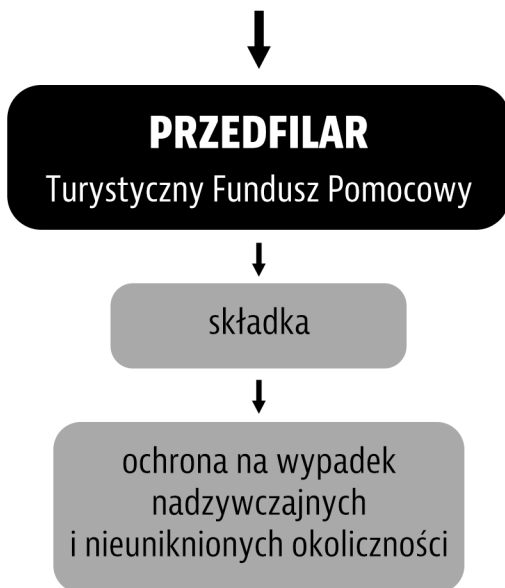 PRZEDFILAR
Turystyczny Fundusz Pomocowy
składka
ochrona na wypadek
nadzywczajnych
i nieuniknionych okoliczności